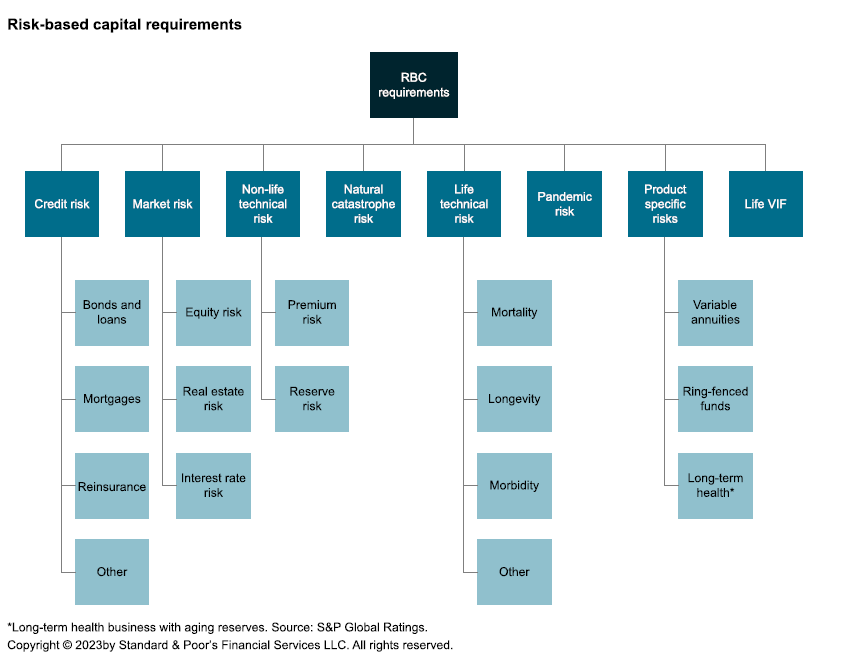 Risk-based capital requirements
RBC
requirements
Credit risk
Market risk
Non-life
technical
risk
Natural
catastrophe
risk
Life
technical
risk
Pandemic
risk
Product
specific
risks
Life VIF
Bonds and
loans
Mortgages
Reinsurance
Other
Equity risk
Real estate
risk
Interest rate
risk
Premium
risk
Reserve
risk
Mortality
Longevity
Morbidity
Other
Variable
annuities
Ring-fenced
funds
Long-term
health*
*Long-term health business with aging reserves. Source: S&P Global Ratings.
Copyright © 2023by Standard & Poor's Financial Services LLC. All rights reserved.